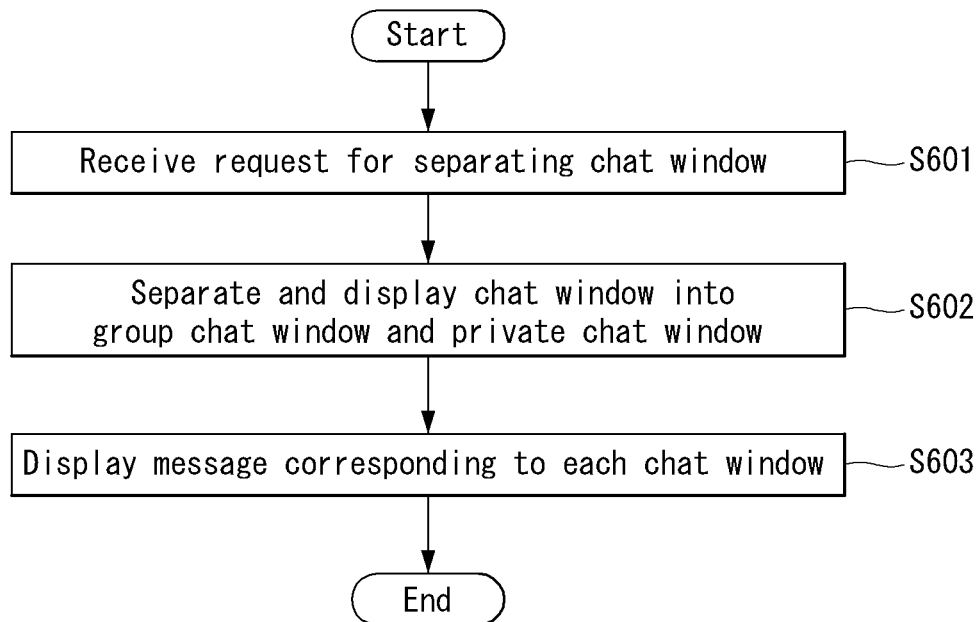 Start
Receive request for separating chat window
S601
Separate and display chat window into
group chat window and private chat window
S602
Display message corresponding to each chat window
S603
End